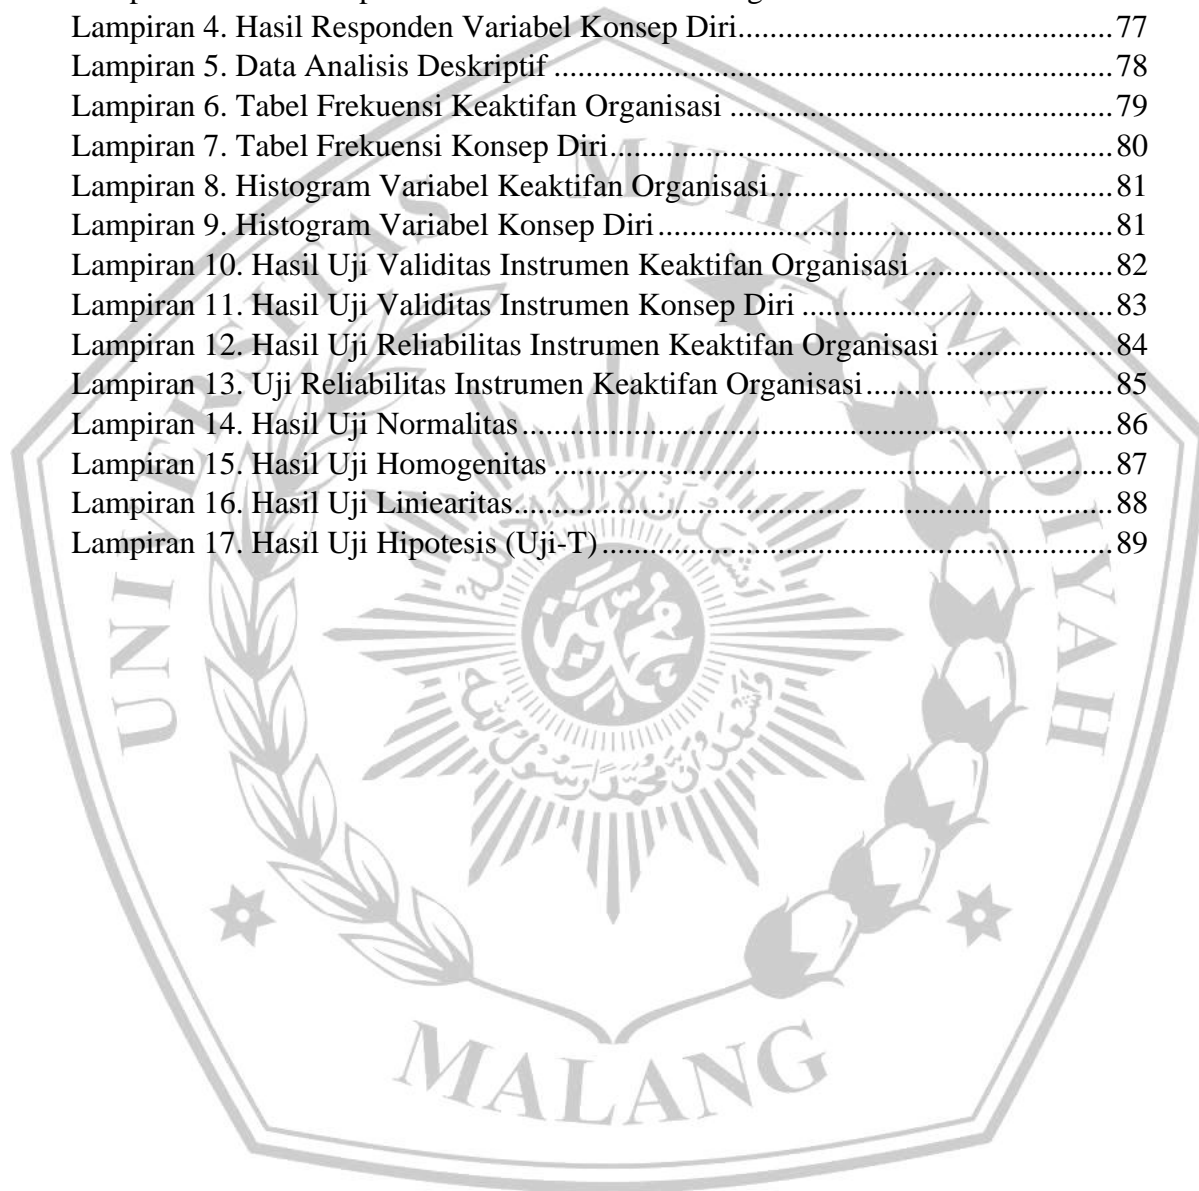 Lampiran 4. Hasil Responden Variabel Konsep Diri............................................. 77
Lampiran 5. Data Analisis Deskriptif .................................................................... 78
Lampiran 6. Tabel Frekuensi Keaktifan Organisasi .............................................. 79
Lampiran 7. Tabel Frekuensi Konsep Diri............................................................. 80
Lampiran 8. Histogram Variabel Keaktifan Organisasi......................................... 81
Lampiran 9. Histogram Variabel Konsep Diri....................................................... 81
Lampiran 10. Hasil Uji Validitas Instrumen Keaktifan Organisasi ........................ 82
Lampiran 11. Hasil Uji Validitas Instrumen Konsep Diri ...................................... 83
Lampiran 12. Hasil Uji Reliabilitas Instrumen Keaktifan Organisasi .................... 84
Lampiran 13. Uji Reliabilitas Instrumen Keaktifan Organisasi.............................. 85
Lampiran 14. Hasil Uji Normalitas........................................................................ 86
Lampiran 15. Hasil Uji Homogenitas .................................................................... 87
Lampiran 16. Hasil Uji Liniearitas......................................................................... 88
Lampiran 17. Hasil Uji Hipotesis (Uji-T).............................................................. 89
UNIVERSITAS MUHAMMADIYAH
MALANG